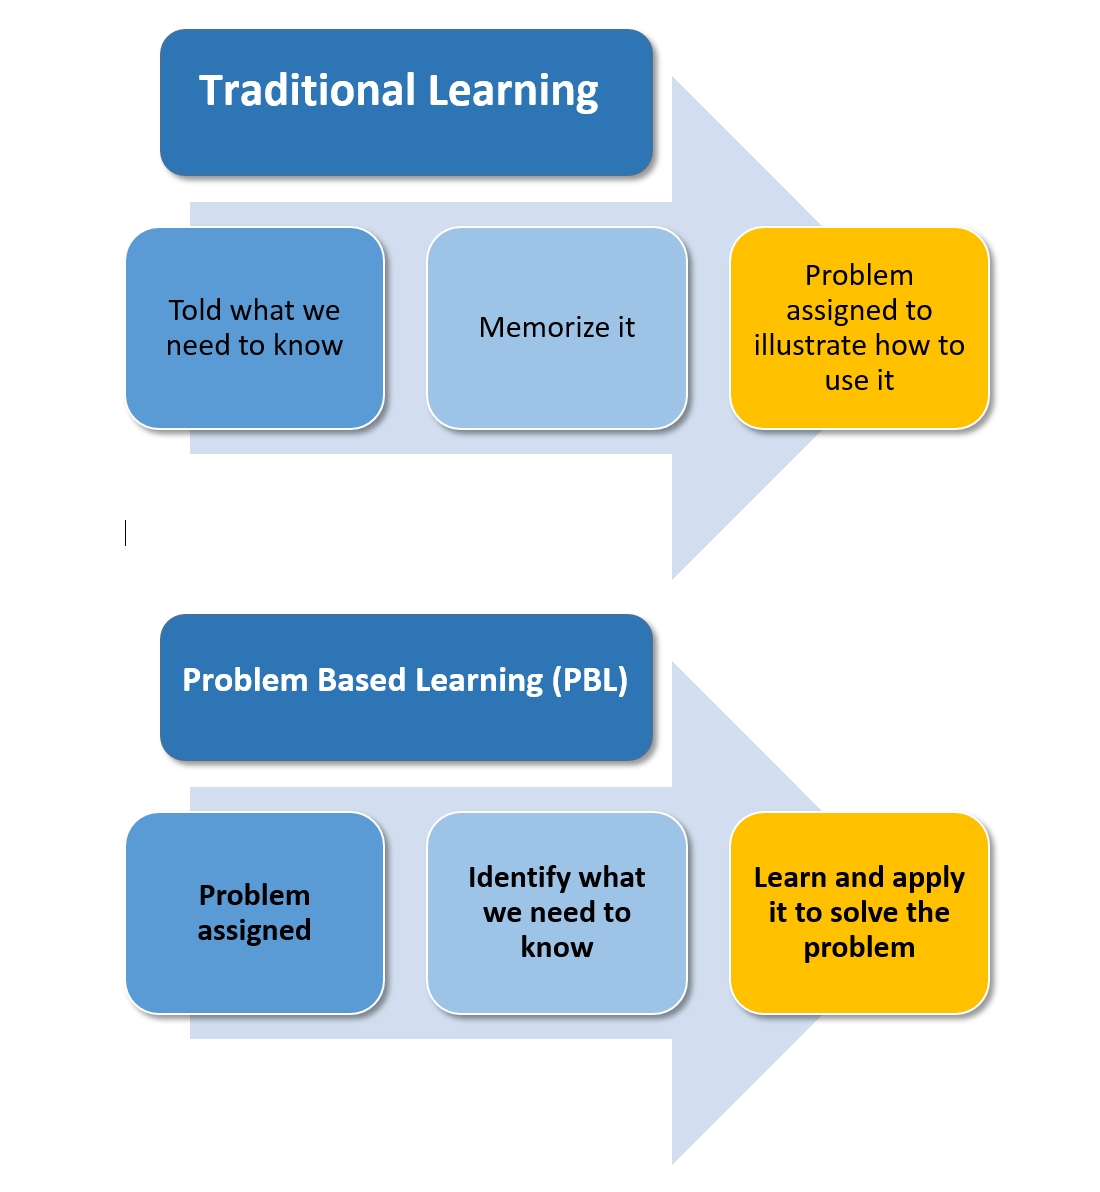 Traditional Learning
Told what we
need to know
Memorize it
Problem
assigned to
illustrate how to
use it
Problem Based Learning (PBL)
Problem
assigned
Identify what
we need to
know
Learn and apply
it to solve the
problem